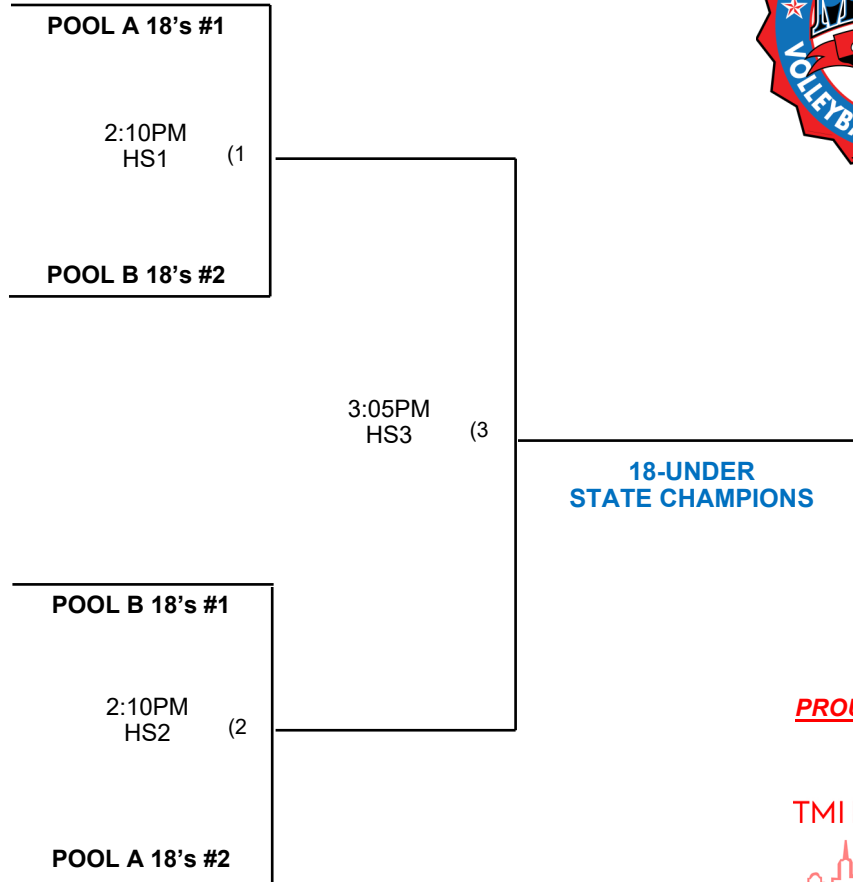 POOL A 18’s #1
2:10PM
HS1 (1
POOL B 18’s #2
3:05PM
HS3 (3
18-UNDER
STATE CHAMPIONS
POOL B 18’s #1
2:10PM
HS2 (2
POOL A 18’s #2
TMI